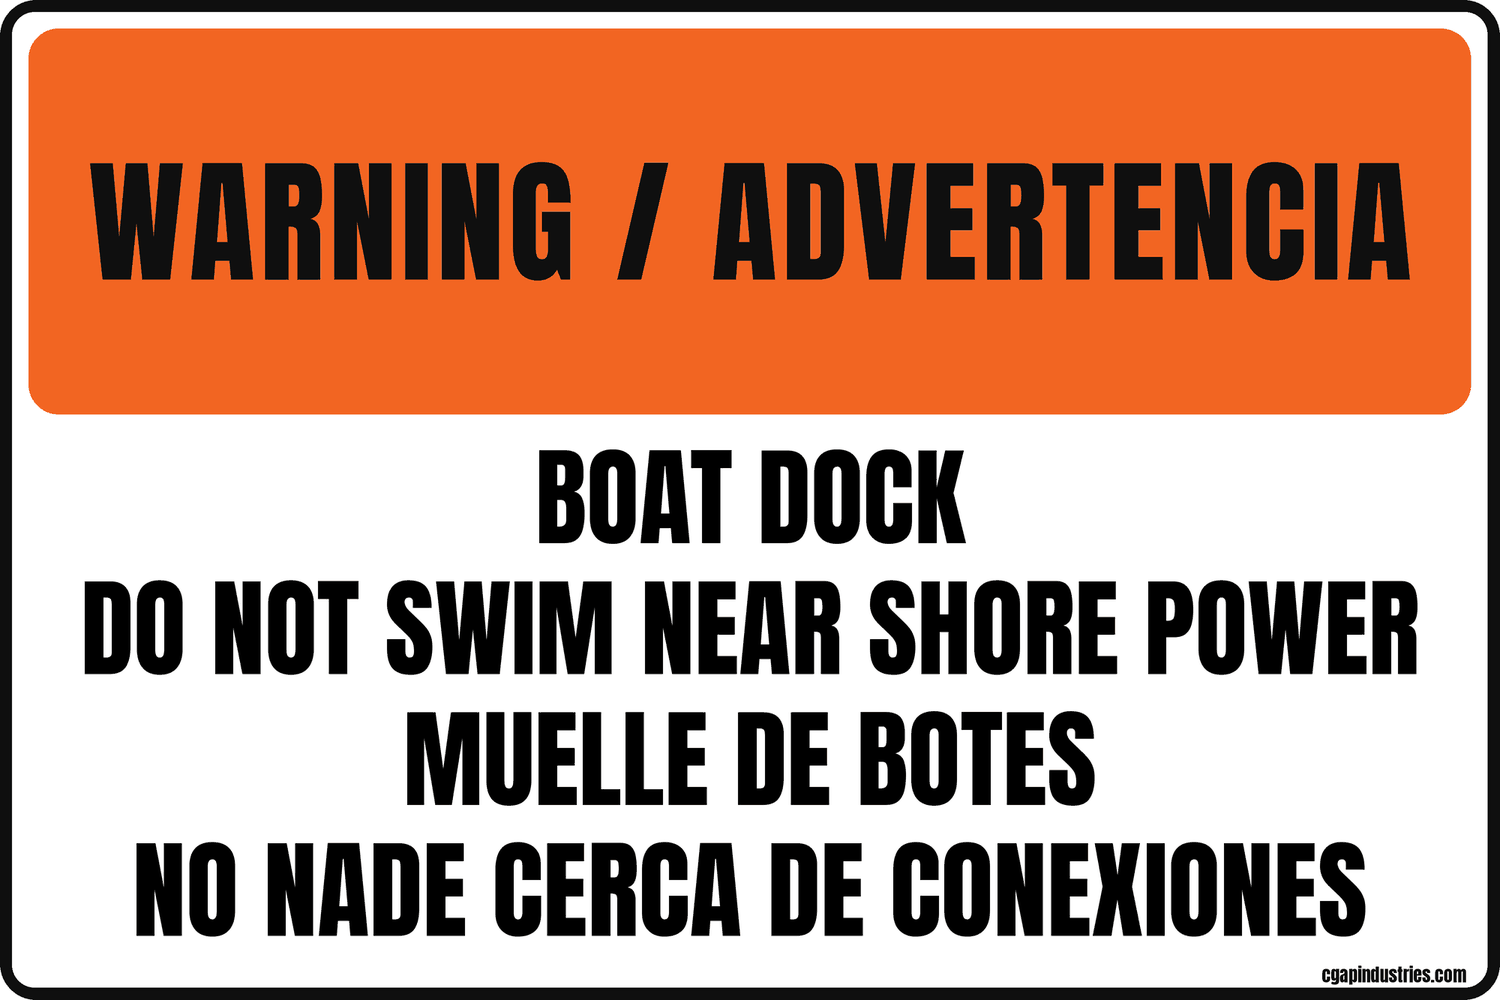 WARNING / ADVERTENCIA
BOAT DOCK
DO NOT SWIM NEAR SHORE POWER
MUELLE DE BOTES
NO NADE CERCA DE CONEXIONES
cgapindustries.com